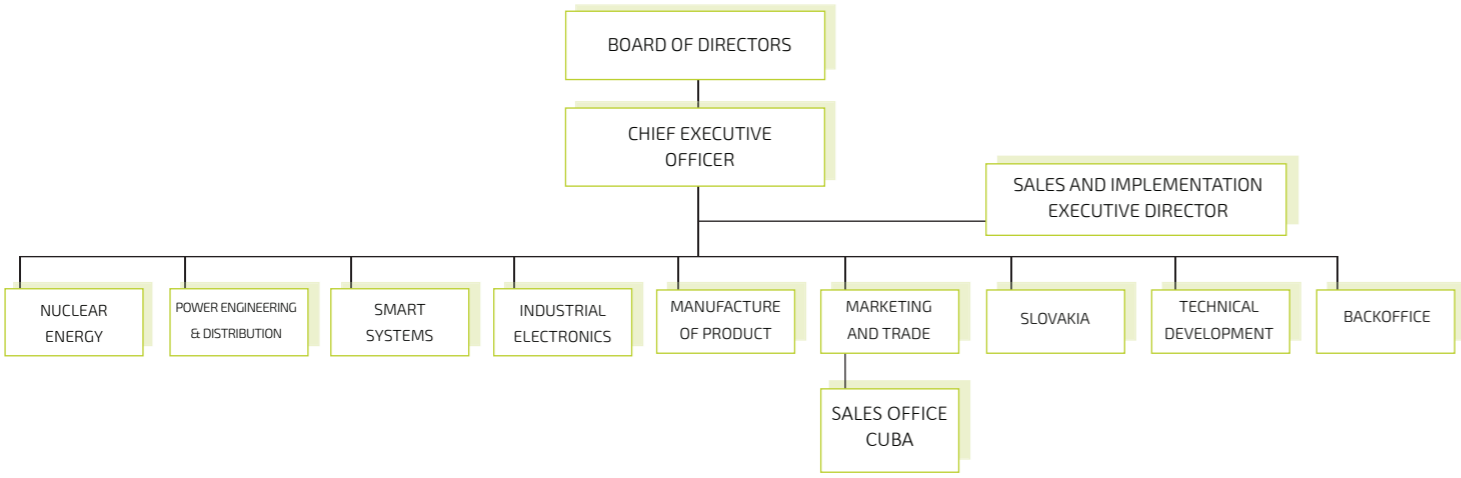 BOARD OF DIRECTORS
CHIEF EXECUTIVE
OFFICER
SALES AND IMPLEMENTATION
EXECUTIVE DIRECTOR
NUCLEAR
ENERGY
POWER ENGINEERING
& DISTRIBUTION
SMART
SYSTEMS
INDUSTRIAL
ELECTRONICS
MANUFACTURE
OF PRODUCT
MARKETING
AND TRADE
SLOVAKIA
TECHNICAL
DEVELOPMENT
BACKOFFICE
SALES OFFICE
CUBA